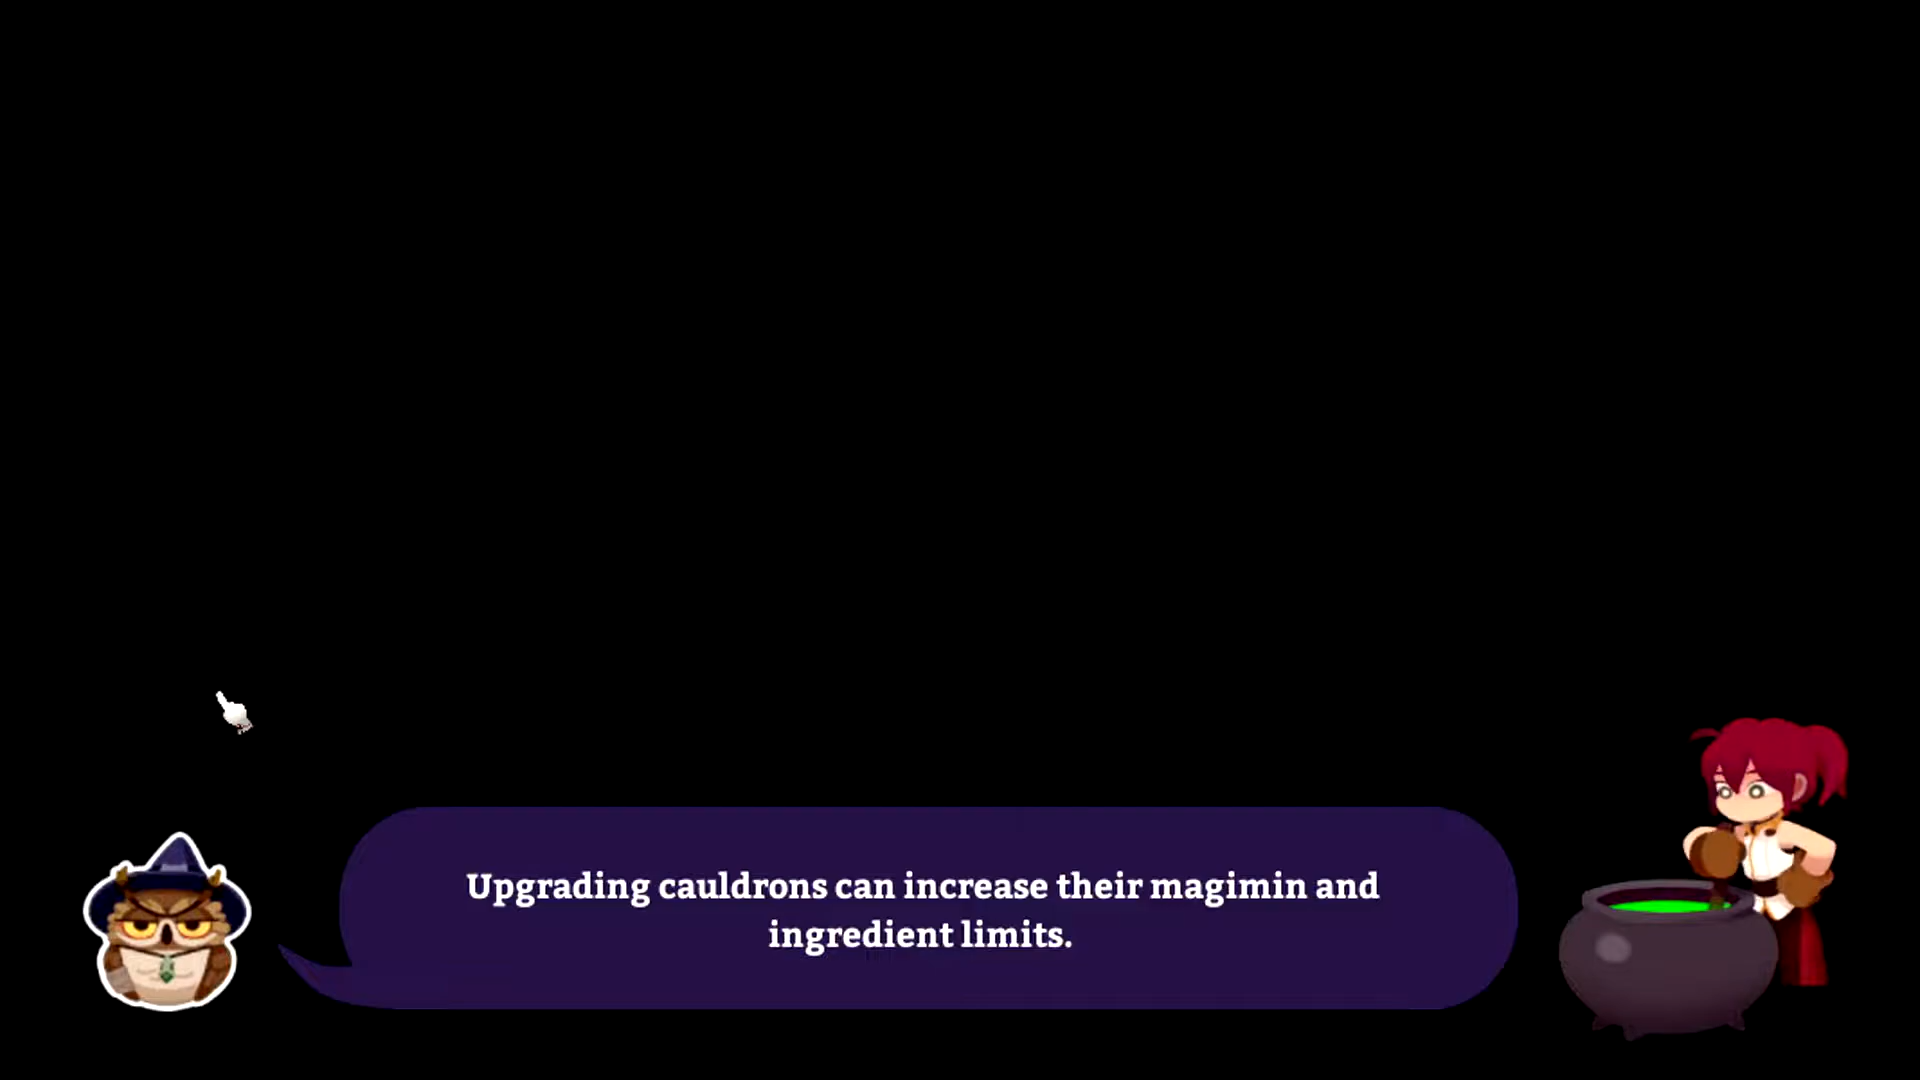 Upgrading cauldrons can increase their magimin and
ingredient limits.